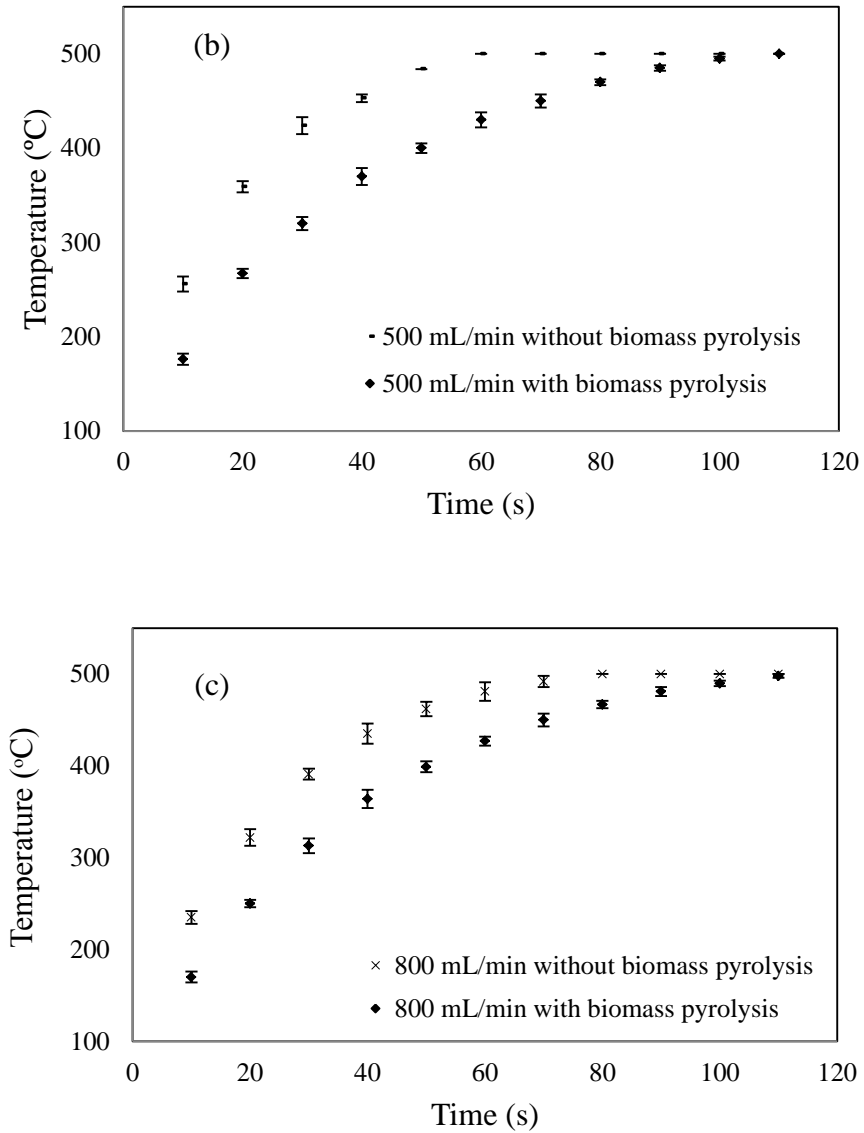 (b)
500
400
300
200
100
Temperature (°C)
500 mL/min without biomass pyrolysis
500 mL/min with biomass pyrolysis
0 20 40 60 80 100 120
Time (s)
(c)
500
400
300
200
100
Temperature (°C)
800 mL/min without biomass pyrolysis
800 mL/min with biomass pyrolysis
0 20 40 60 80 100 120
Time (s)